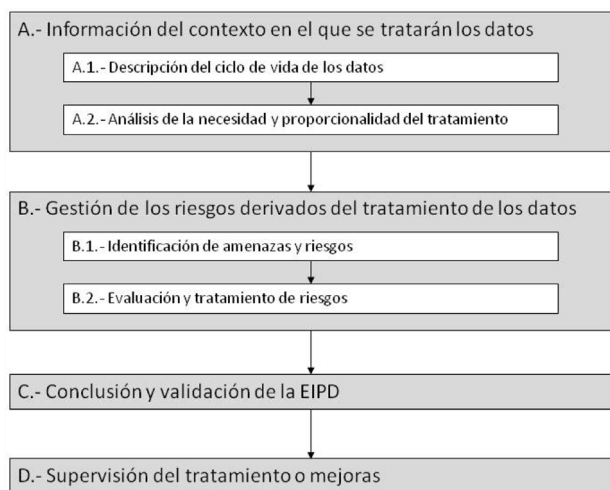 A.- Información del contexto en el que se tratarán los datos
A.1.- Descripción del ciclo de vida de los datos
A.2.- Análisis de la necesidad y proporcionalidad del tratamiento
B.- Gestión de los riesgos derivados del tratamiento de los datos
B.1.- Identificación de amenazas y riesgos
B.2.- Evaluación y tratamiento de riesgos
C.- Conclusión y validación de la EIPD
D.- Supervisión del tratamiento o mejoras